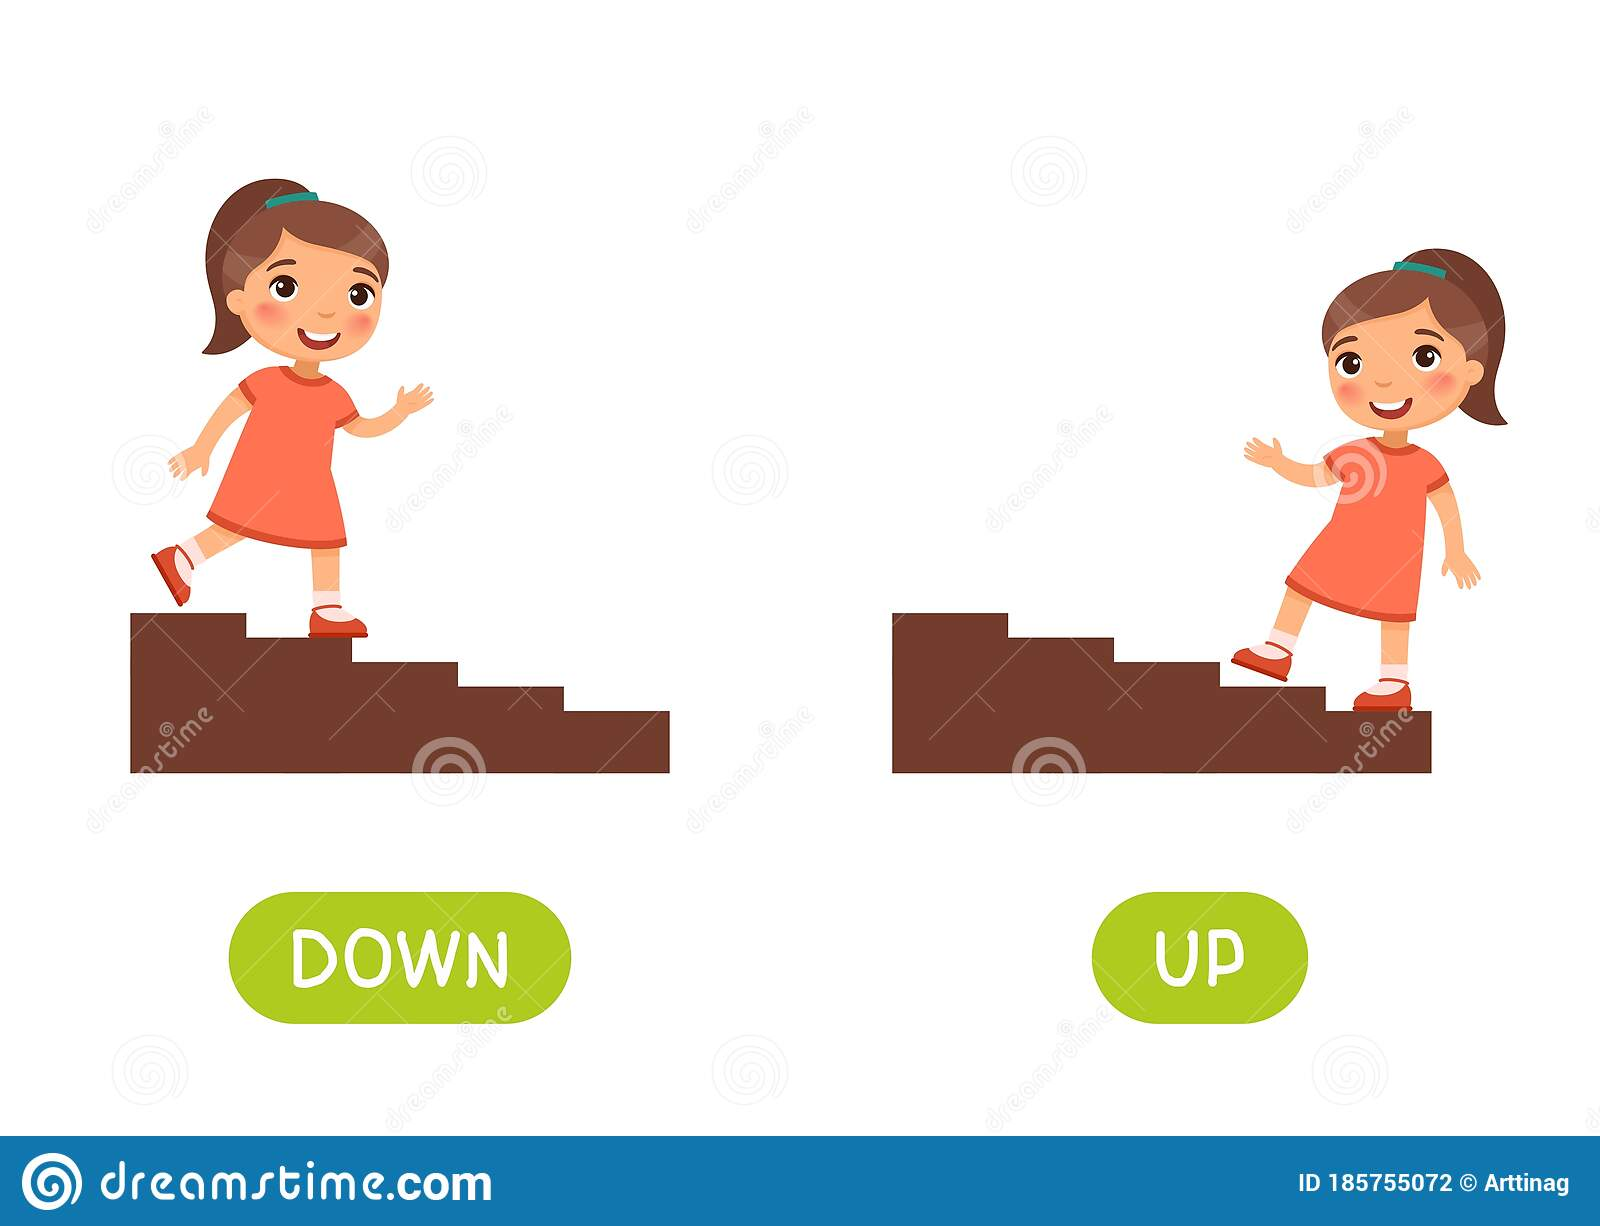 DOWN
UP
dreamstime.com
ID 185755072 © Arttinag